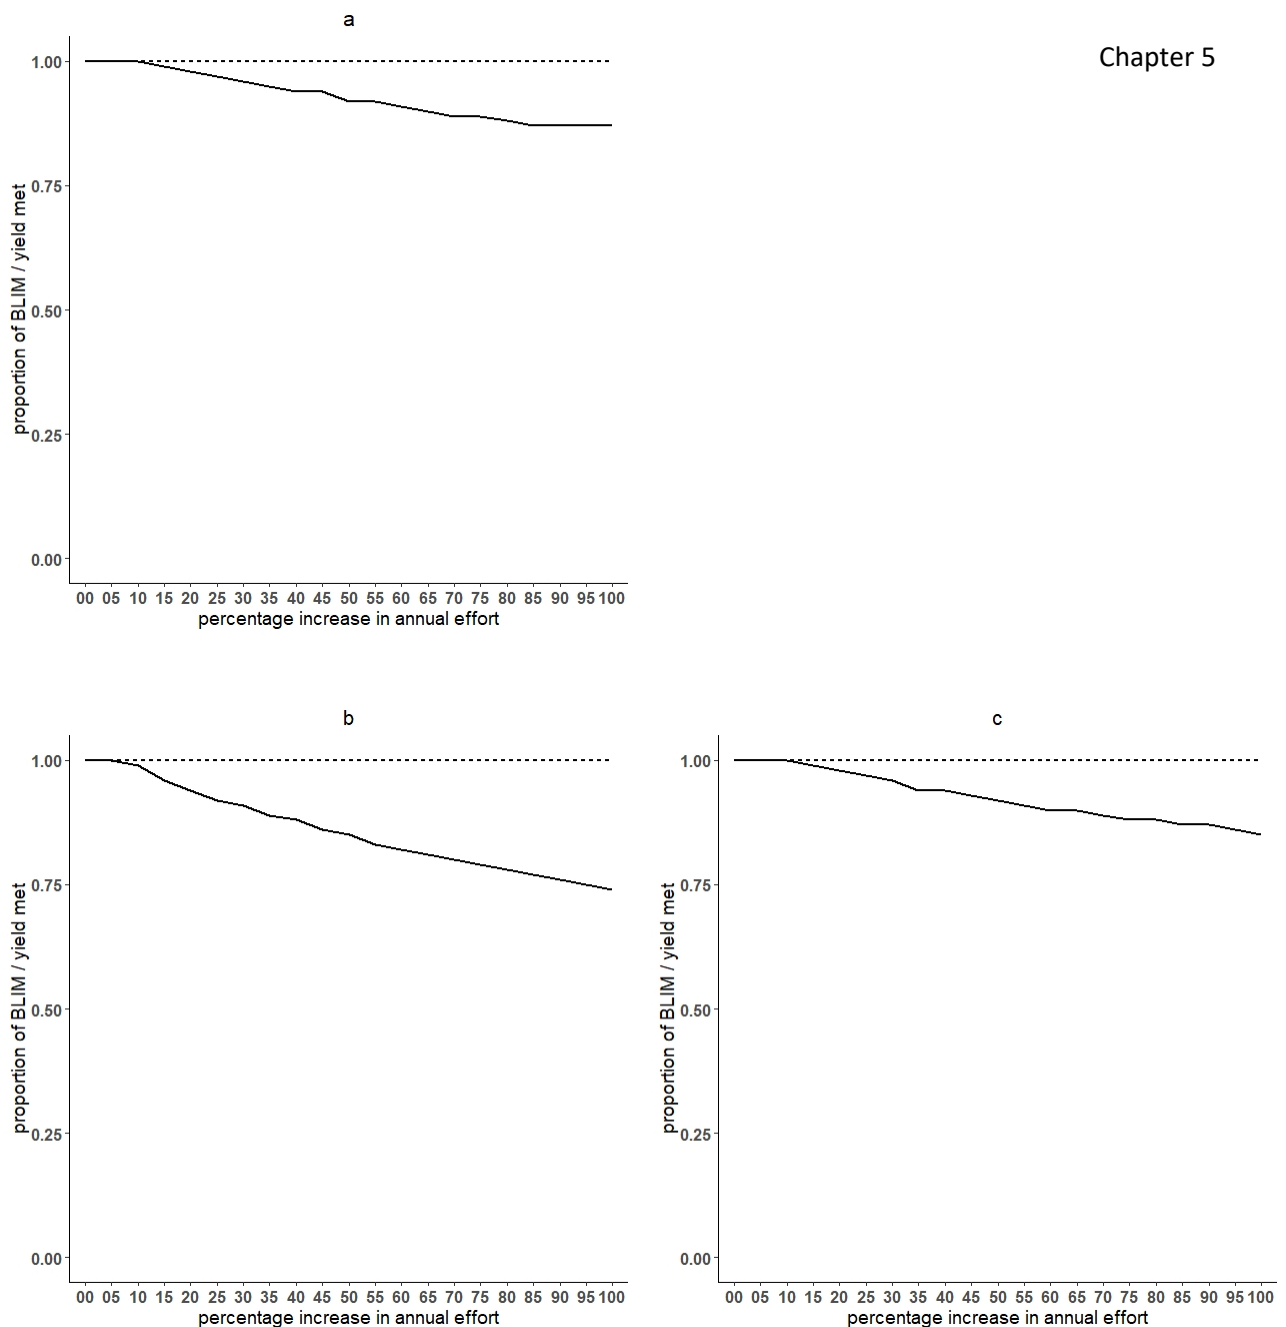 Chapter 5
a
proportion of BLIM / yield met
1.00
0.75
0.50
0.25
0.00
00 05 10 15 20 25 30 35 40 45 50 55 60 65 70 75 80 85 90 95 100
percentage increase in annual effort
b
proportion of BLIM / yield met
1.00
0.75
0.50
0.25
0.00
00 05 10 15 20 25 30 35 40 45 50 55 60 65 70 75 80 85 90 95 100
percentage increase in annual effort
c
proportion of BLIM / yield met
1.00
0.75
0.50
0.25
0.00
00 05 10 15 20 25 30 35 40 45 50 55 60 65 70 75 80 85 90 95 100
percentage increase in annual effort